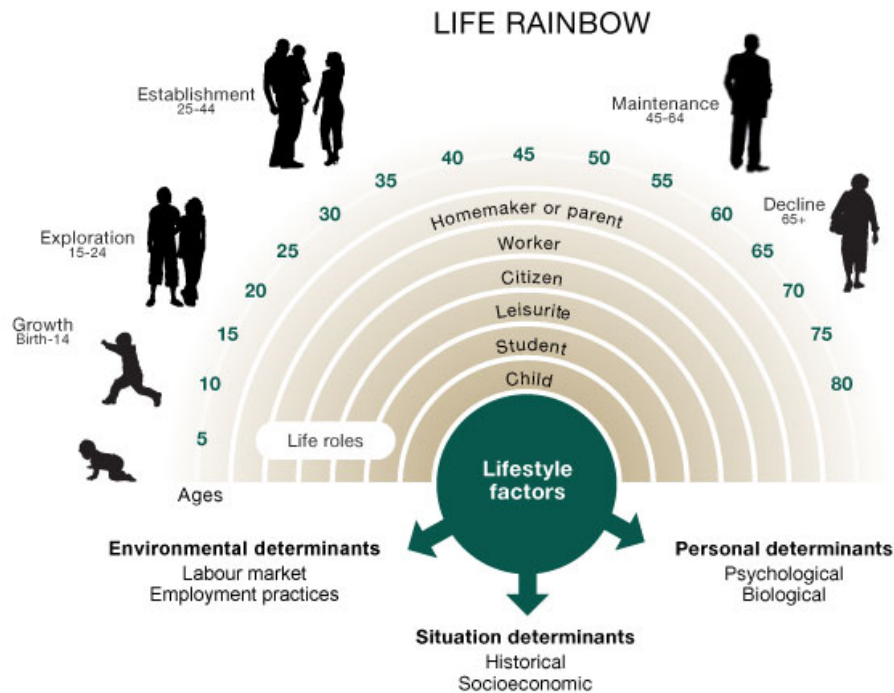 LIFE RAINBOW
Establishment
25-44
Maintenance
45-64
Exploration
15-24
Decline
65+
Growth
Birth-14
5
10
15
20
25
30
35
40
45
50
55
60
65
70
75
80
Homemaker or parent
Worker
Citizen
Leisurite
Student
Child
Life roles
Ages
Lifestyle
factors
Environmental determinants
Labour market
Employment practices
Situation determinants
Historical
Socioeconomic
Personal determinants
Psychological
Biological